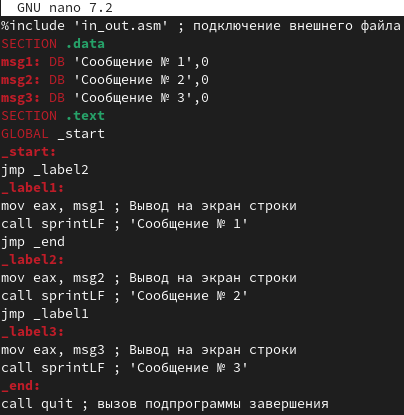 GNU nano 7.2
%include 'in_out.asm' ; подключение внешнего файла
SECTION .data
msg1: DB 'Сообщение № 1',0
msg2: DB 'Сообщение № 2',0
msg3: DB 'Сообщение № 3',0
SECTION .text
GLOBAL _start
_start:
jmp _label2
_label1:
mov eax, msg1 ; Вывод на экран строки
call sprintLF ; 'Сообщение № 1'
jmp _end
_label2:
mov eax, msg2 ; Вывод на экран строки
call sprintLF ; 'Сообщение № 2'
jmp _label1
_label3:
mov eax, msg3 ; Вывод на экран строки
call sprintLF ; 'Сообщение № 3'
_end:
call quit ; вызов подпрограммы завершения